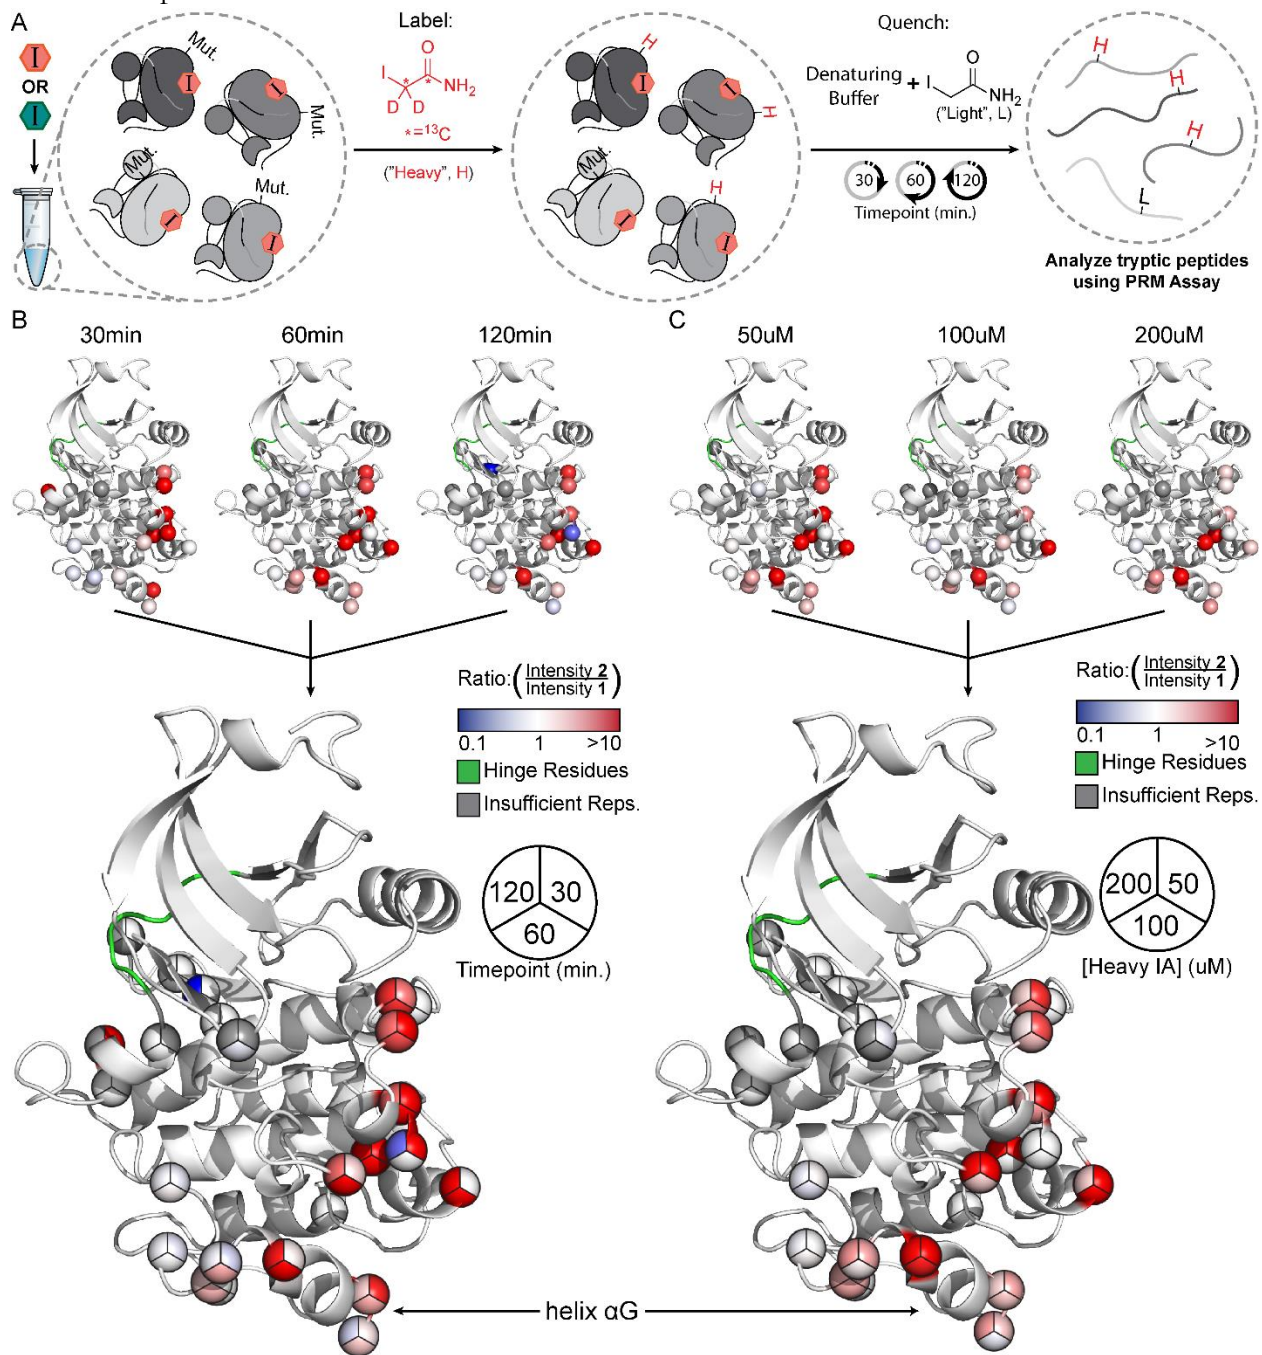 A
I
OR
I
Mut.
I
I
Mut.
Mut.
I
Mut.
I
Label:
I
O
*
*
NH2
D D
*=13C
("Heavy", H)
H
I
I
H
I
H
I
Quench:
Denaturing
Buffer
+
I
O
NH2
("Light", L)
30
60
120
Timepoint (min.)
H
H
H
L
Analyze tryptic peptides
using PRM Assay
B
30min
60min
120min
Ratio: (Intensity 2
Intensity 1)
0.1
1
>10
Hinge Residues
Insufficient Reps.
120
30
60
Timepoint (min.)
C
50uM
100uM
200uM
Ratio: (Intensity 2
Intensity 1)
0.1
1
>10
Hinge Residues
Insufficient Reps.
200
50
100
[Heavy IA] (uM)
helix αG